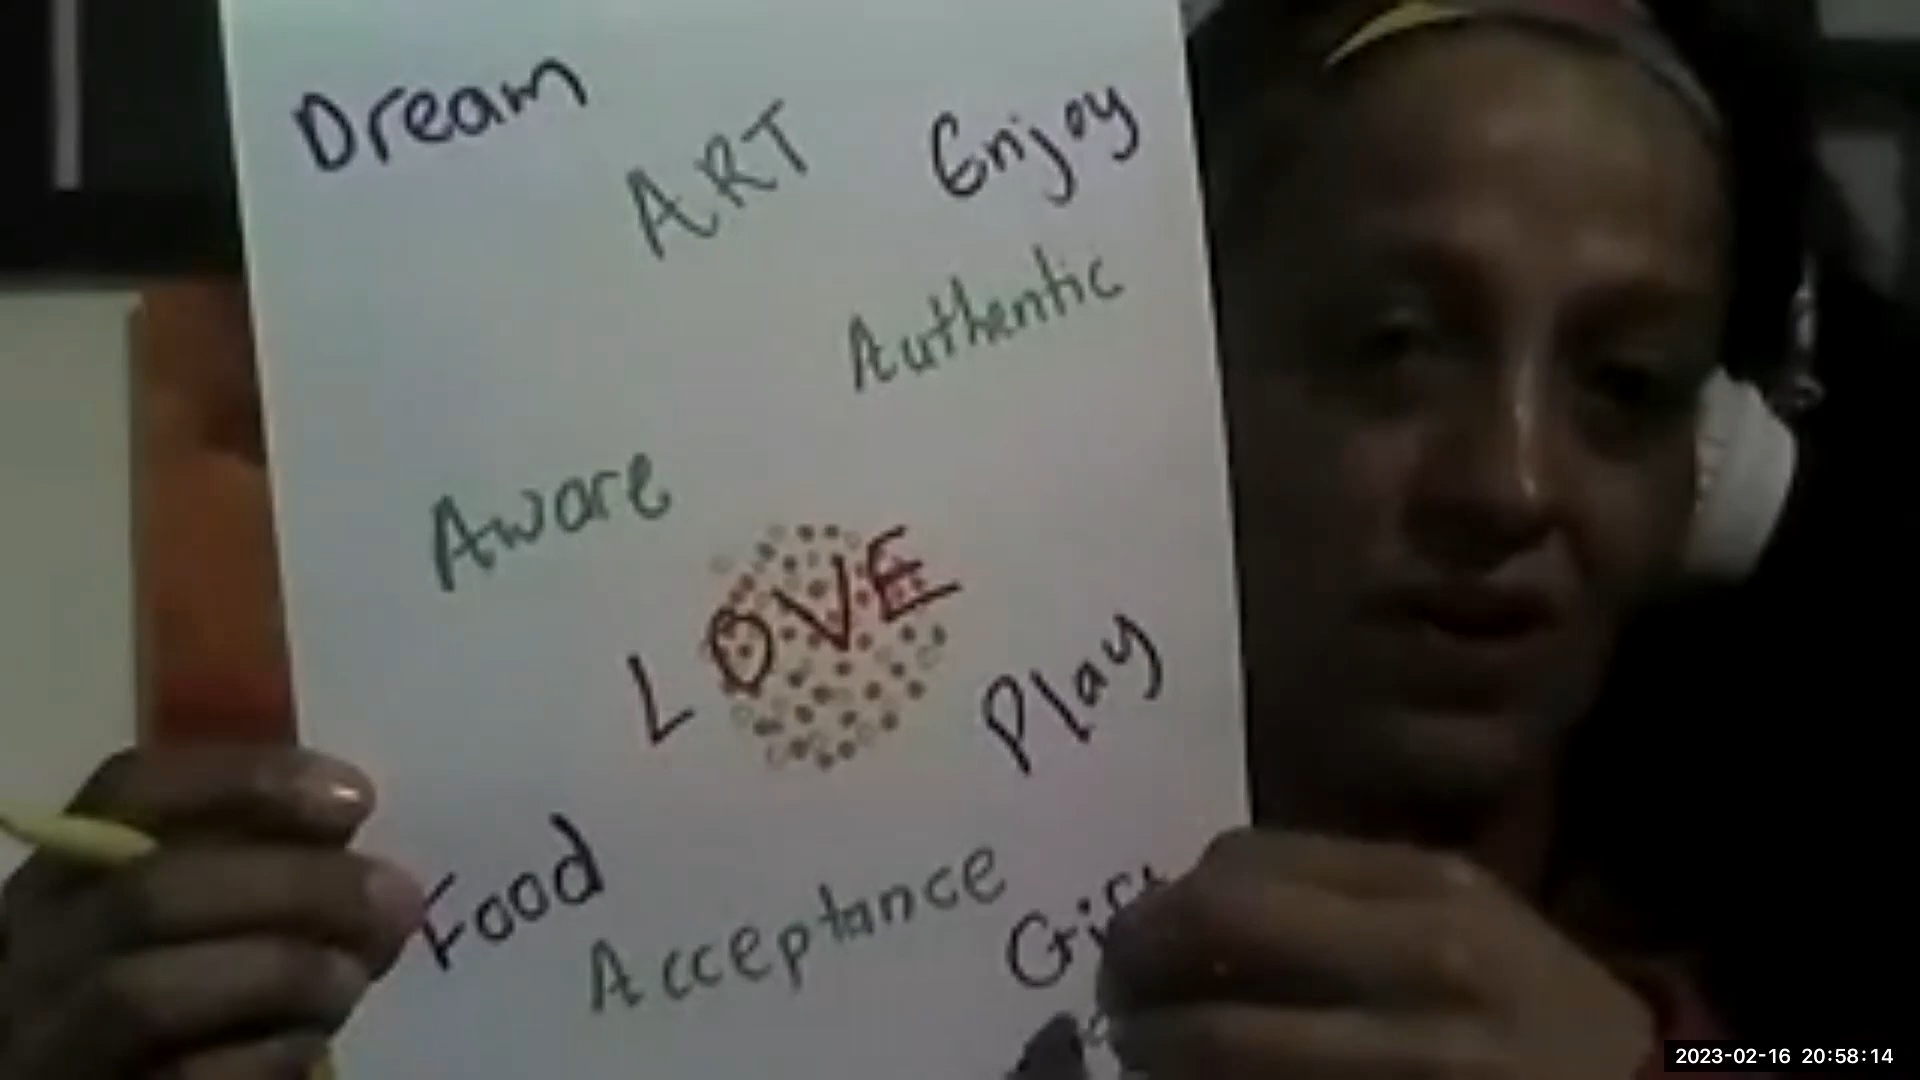 Dream
ART
Enjoy
Authentic
Aware
LOVE
Play
Food
Acceptance
2023-02-16 20:58:14